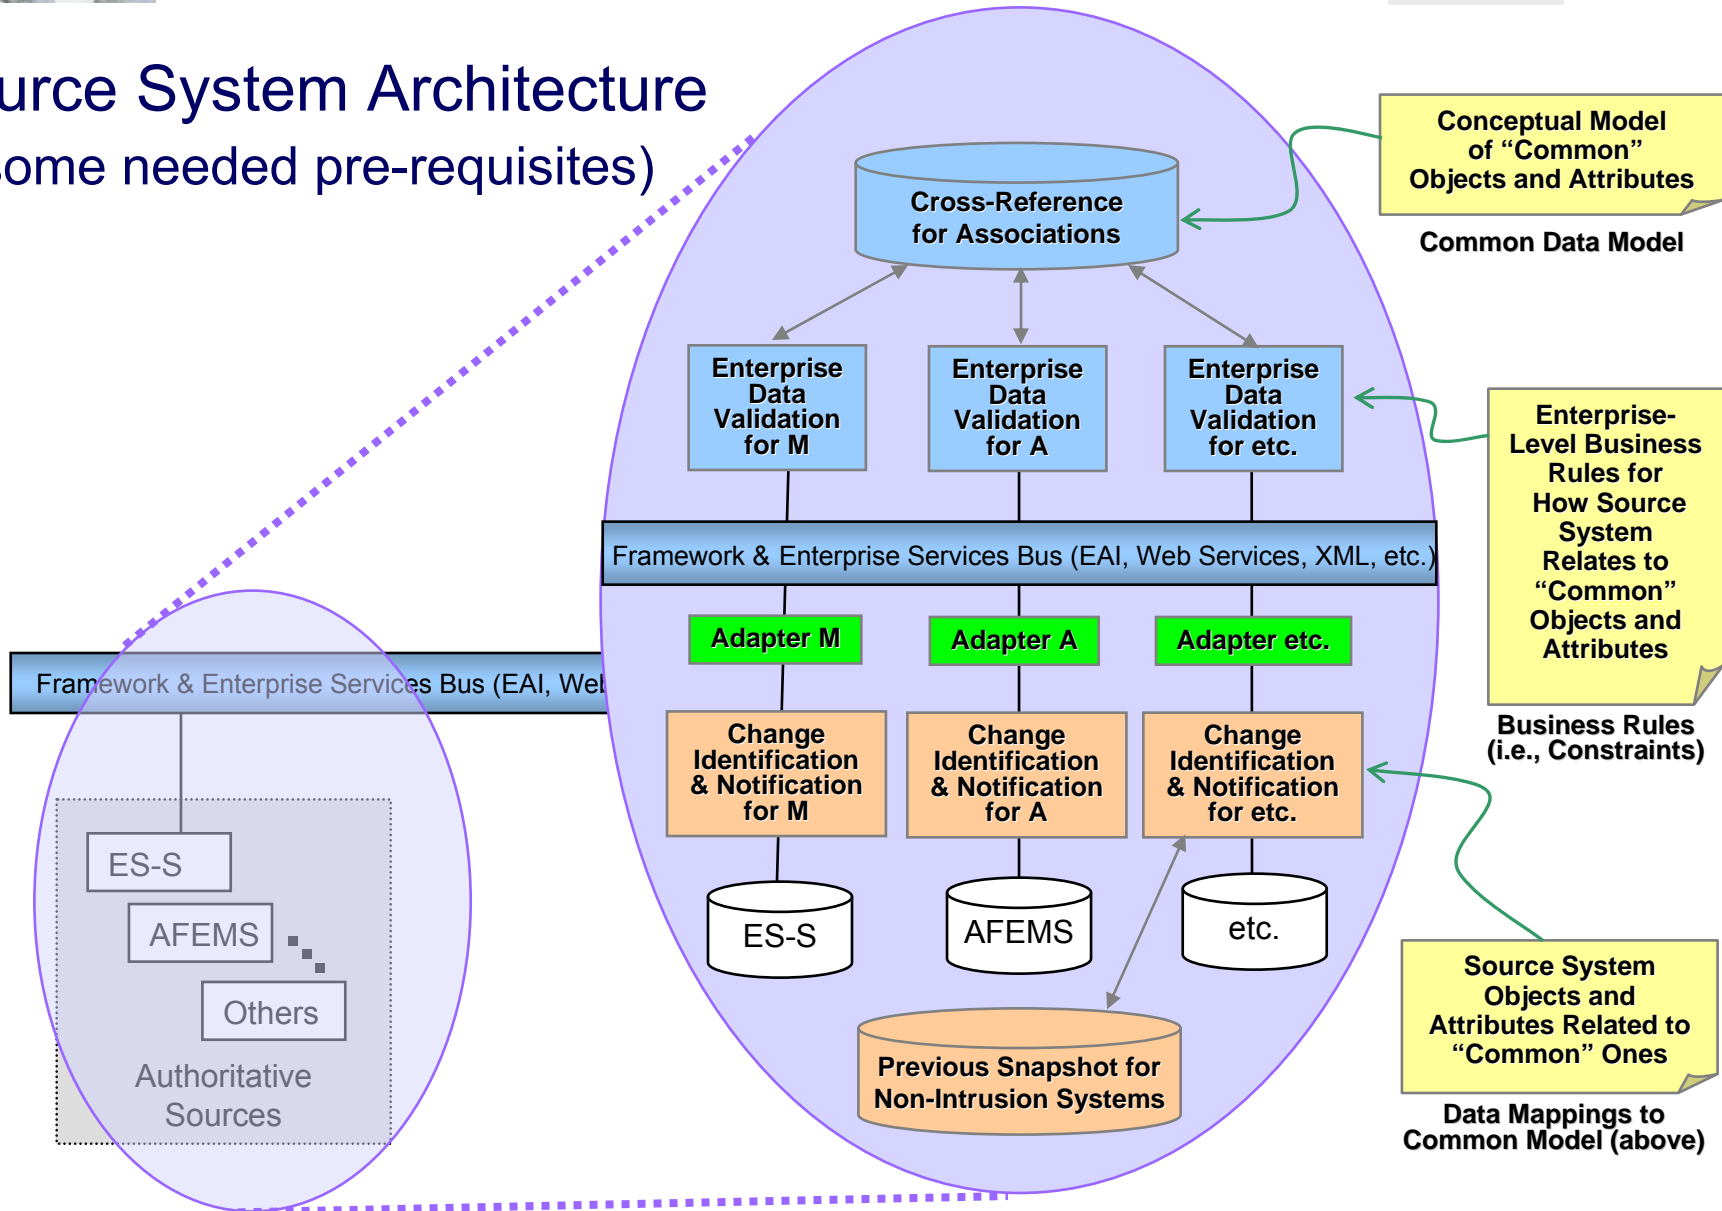 urce System Architecture
some needed pre-requisites)
Conceptual Model
of “Common”
Objects and Attributes
Common Data Model
Cross-Reference
for Associations
Enterprise
Data
Validation
for M
Enterprise
Data
Validation
for A
Enterprise
Data
Validation
for etc.
Enterprise-
Level Business
Rules for
How Source
System
Relates to
“Common”
Objects and
Attributes
Business Rules
(i.e., Constraints)
Framework & Enterprise Services Bus (EAI, Web Services, XML, etc.)
Adapter M
Adapter A
Adapter etc.
Framework & Enterprise Services Bus (EAI, Web
Change
Identification
& Notification
for M
Change
Identification
& Notification
for A
Change
Identification
& Notification
for etc.
ES-S
AFEMS
etc.
ES-S
AFEMS
Others
Authoritative
Sources
Previous Snapshot for
Non-Intrusion Systems
Source System
Objects and
Attributes Related to
“Common” Ones
Data Mappings to
Common Model (above)